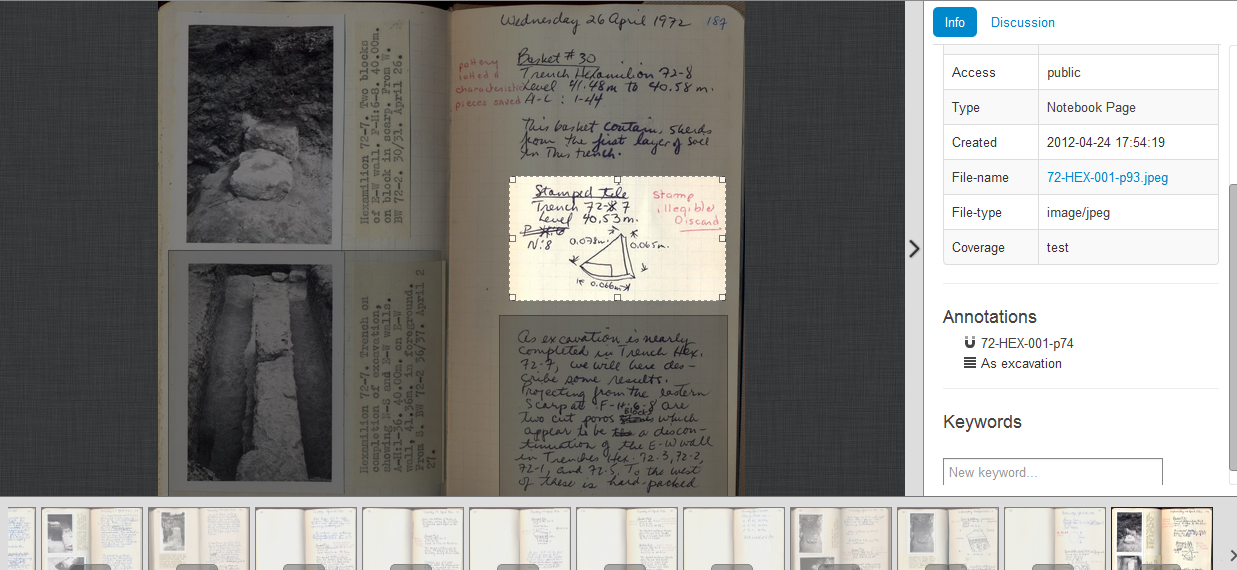 Hexamilion 72-7. Two blocks
of E-W wall. F-H:6-8. 40.00m.
on block in scarp. From W.
BW 72-2. 30/31. April 26.
Hexamilion 72-7. Trench on
completion of excavation,
showing N-S and E-W walls.
A-H:1-36. 40.00m. on E-W
wall, 41.36m. in foreground.
From S. BW 72-2 36/37. April 2
27.
Wednesday 26 April 1972 187
Basket # 30
Trench Hexamilion 72-8
Level 41.48m to 40.58m.
A-C : 1-44
pottery
characteristic
pieces saved
This basket contains sherds
from the first layer of soil
in this trench.
Stamped tile
Trench 72-8 7
Level 40.53m.
N:8
0.078m.
0.065m.
0.066m
Stamp
illegible
Discard
As excavation is nearly
completed in Trench Hex.
72-7, we will here des-
cribe some results.
Projecting from the eastern
Scarp at F-H:6-8 are
two cut poros blocks which
appear to be a discon-
tinuation of the E-W wall
in Trenches Hex. 72-3, 72-2,
72-1, and 72-5. To the west
of these is hard-packed
Info
Discussion
Access public
Type Notebook Page
Created 2012-04-24 17:54:19
File-name 72-HEX-001-p93.jpeg
File-type image/jpeg
Coverage test
Annotations
72-HEX-001-p74
As excavation
Keywords
New keyword...